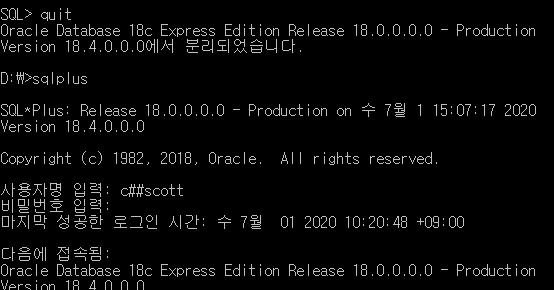 SQL> quit
Oracle Database 18c Express Edition Release 18.0.0.0.0 - Production
Version 18.4.0.0.0에서 분리되었습니다.
D:\>sqlplus
SQL*Plus: Release 18.0.0.0.0 - Production on 수 7월 1 15:07:17 2020
Version 18.4.0.0.0
Copyright (c) 1982, 2018, Oracle.  All rights reserved.
사용자명 입력: c##scott
비밀번호 입력:
마지막 성공한 로그인 시간: 수 7월  01 2020 10:20:48 +09:00
다음에 접속됨:
Oracle Database 18c Express Edition Release 18.0.0.0.0 - Production
Version 18.4.0.0.0